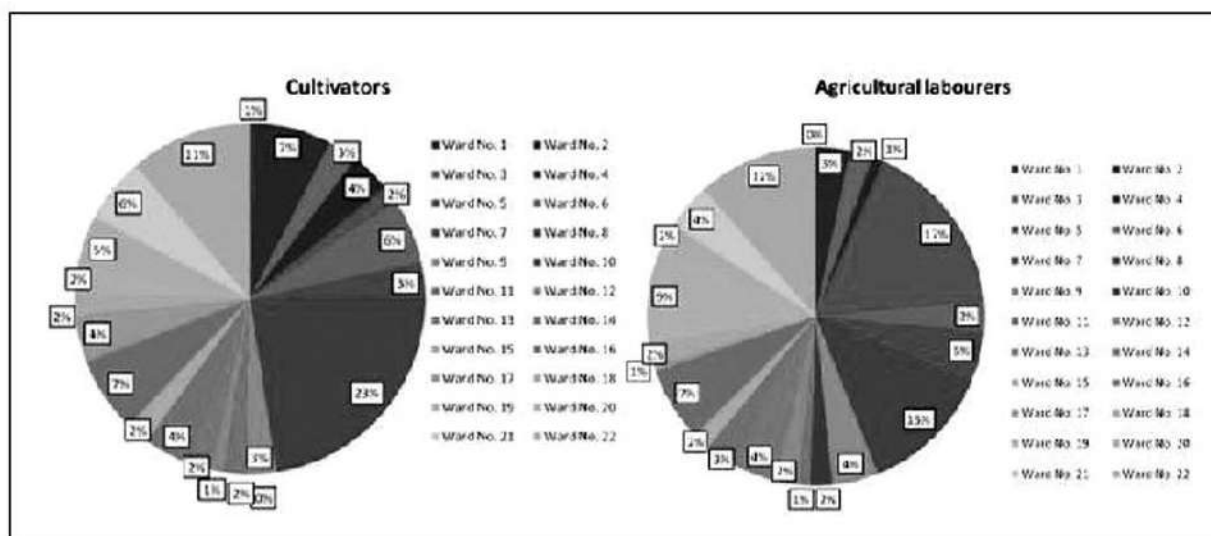 Cultivators
1%
7%
4%
2%
6%
23%
3%
0%
2%
1%
2%
4%
2%
7%
4%
2%
2%
5%
6%
11%
Ward No. 1 Ward No. 2
Ward No. 3 Ward No. 4
Ward No. 5 Ward No. 6
Ward No. 7 Ward No. 8
Ward No. 9 Ward No. 10
Ward No. 11 Ward No. 12
Ward No. 13 Ward No. 14
Ward No. 15 Ward No. 16
Ward No. 17 Ward No. 18
Ward No. 19 Ward No. 20
Ward No. 21 Ward No. 22
Agricultural labourers
0%
3%
2%
17%
15%
4%
2%
1%
2%
4%
3%
2%
7%
1%
2%
9%
4%
12%
Ward No. 1 Ward No. 2
Ward No. 3 Ward No. 4
Ward No. 5 Ward No. 6
Ward No. 7 Ward No. 8
Ward No. 9 Ward No. 10
Ward No. 11 Ward No. 12
Ward No. 13 Ward No. 14
Ward No. 15 Ward No. 16
Ward No. 17 Ward No. 18
Ward No. 19 Ward No. 20
Ward No. 21 Ward No. 22